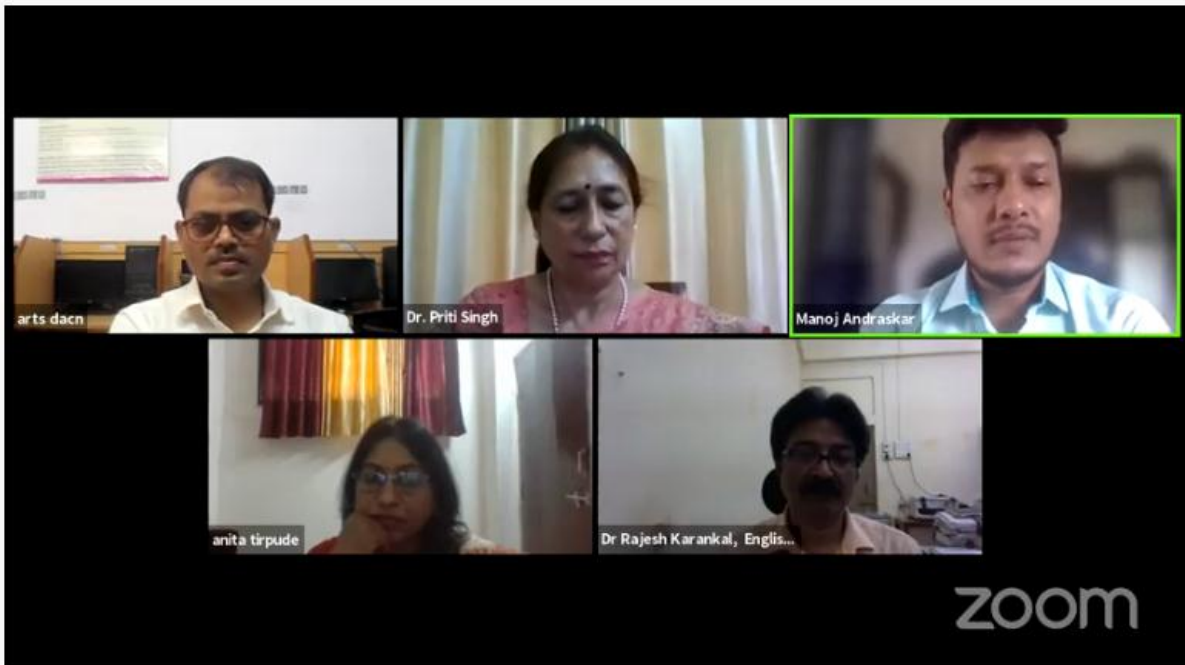 arts dacn
Dr. Priti Singh
Manoj Andraskar
anita tirpude
Dr Rajesh Karankal, Englis...
zoom